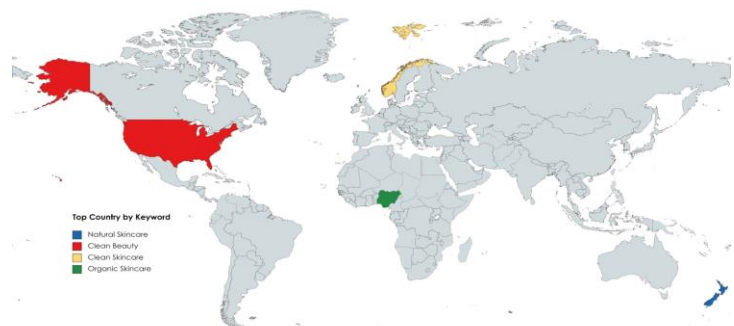 Top Country by Keyword
Natural Skincare
Clean Beauty
Clean Skincare
Organic Skincare